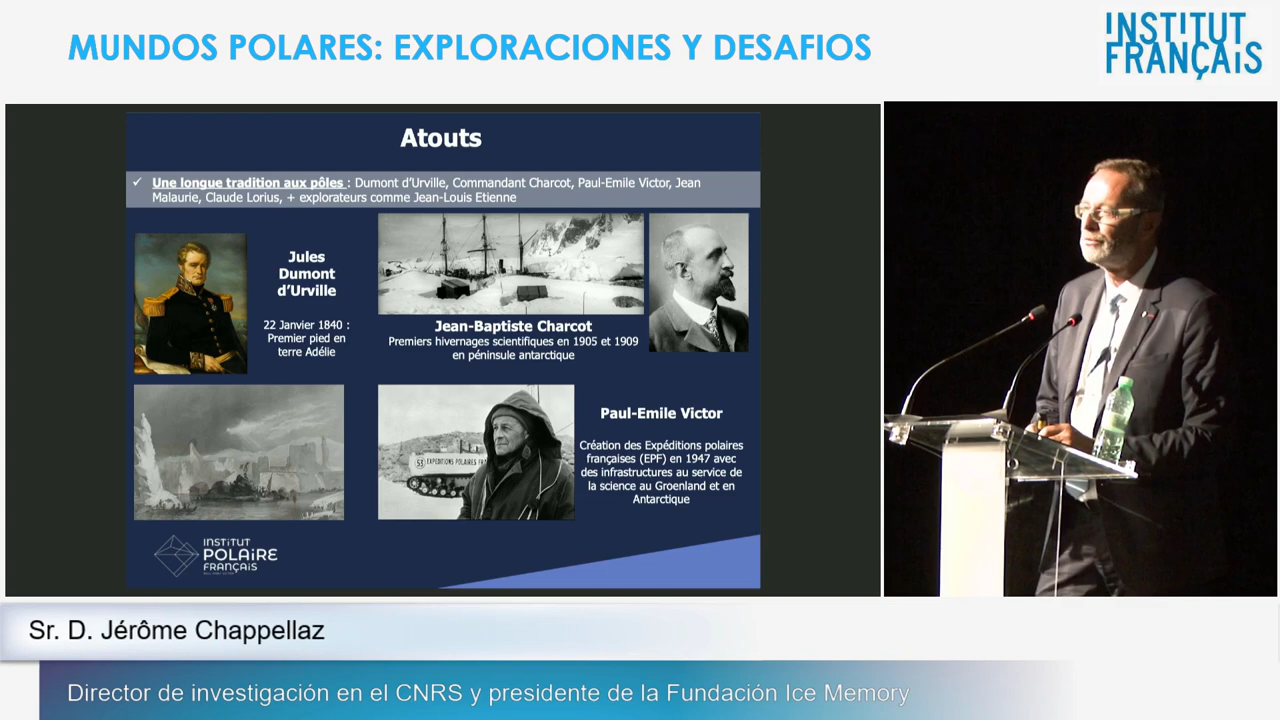 MUNDOS POLARES: EXPLORACIONES Y DESAFIOS
INSTITUT
FRANÇAIS
Atouts
✓ Une longue tradition aux pôles : Dumont d'Urville, Commandant Charcot, Paul-Emile Victor, Jean
Malaurie, Claude Lorius, + explorateurs comme Jean-Louis Etienne
Jules
Dumont
d'Urville
22 Janvier 1840 :
Premier pied en
terre Adélie
Jean-Baptiste Charcot
Premiers hivernages scientifiques en 1905 et 1909
en péninsule antarctique
53 EXPÉDITIONS POLAIRES FR
Paul-Emile Victor
Création des Expéditions polaires
françaises (EPF) en 1947 avec
des infrastructures au service de
la science au Groenland et en
Antarctique
INSTITUT
POLAIRE
FRANÇAIS
Sr. D. Jérôme Chappellaz
Director de investigación en el CNRS y presidente de la Fundación Ice Memory